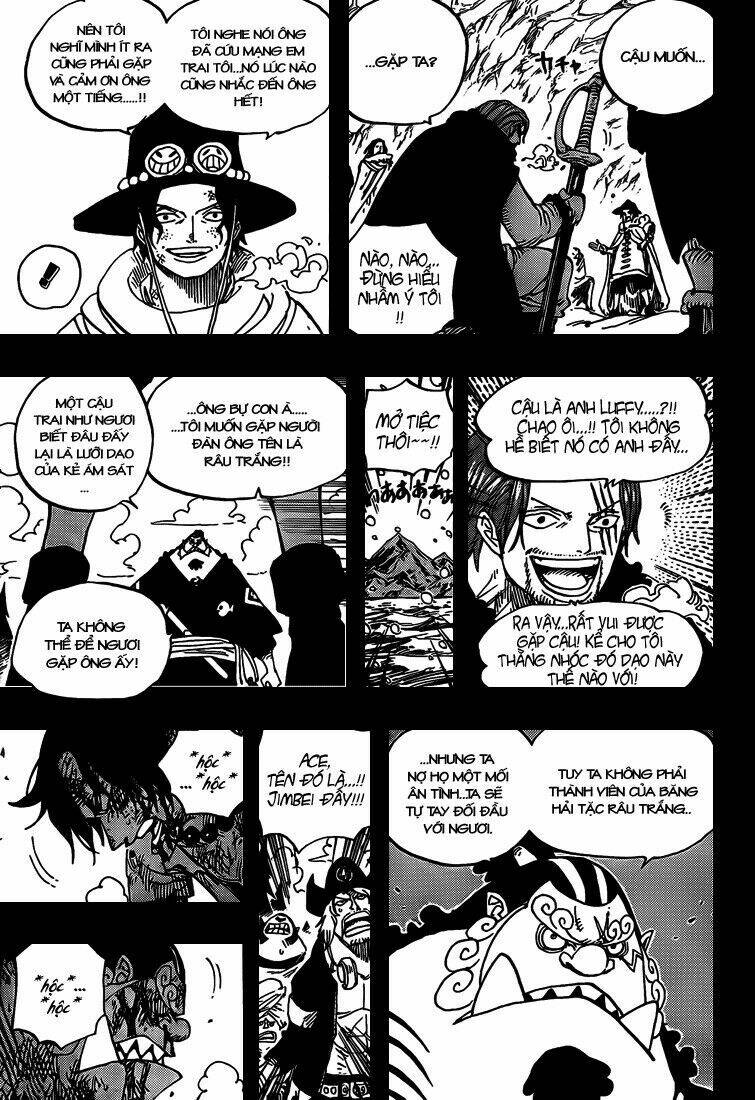 CẬU MUỐN...
...GẶP TA?
カチャ
NÀO, NÀO,..
ĐỪNG HIỂU
NHẦM Ý TÔI
!!
TÔI NGHE NÓI ÔNG
ĐÃ CỨU MẠNG EM
TRAI TÔI...NÓ LÚC NÀO
CŨNG NHẮC ĐẾN ÔNG
HẾT!
NÊN TÔI
NGHĨ MÌNH ÍT RA
CŨNG PHẢI GẶP
VÀ CẢM ƠN ÔNG
MỘT TIẾNG.....!!
!
CẬU LÀ ANH LUFFY.....?!!
CHAO ÔI...!! TÔI KHÔNG
HỀ BIẾT NÓ CÓ ANH ĐẤY...
RA VẬY...RẤT VUI ĐƯỢC
GẶP CẬU! KỂ CHO TÔI
THẰNG NHÓC ĐÓ DẠO NÀY
THẾ NÀO VỚI!
MỞ TIỆC
THÔI~~!!
...ÔNG BỰ CON À....
...TÔI MUỐN GẶP NGƯỜI
ĐÀN ÔNG TÊN LÀ
RÂU TRẮNG!!
MỘT CẬU
TRAI NHƯ NGƯƠI
BIẾT ĐÂU ĐẤY
LẠI LÀ LƯỠI DAO
CỦA KẺ ÁM SÁT
...
TA KHÔNG
THỂ ĐỂ NGƯƠI
GẶP ÔNG ẤY!
TUY TA KHÔNG PHẢI
THÀNH VIÊN CỦA BĂNG
HẢI TẶC RÂU TRẮNG..
...NHƯNG TA
NỢ HỌ MỘT MỐI
ÂN TÌNH..TA SẼ
TỰ TAY ĐỐI ĐẦU
VỚI NGƯƠI.
ACE,
TÊN ĐÓ LÀ...!!
JIMBEI ĐẤY!!!
*hộc*
*hộc*
*hộc*
*hộc*